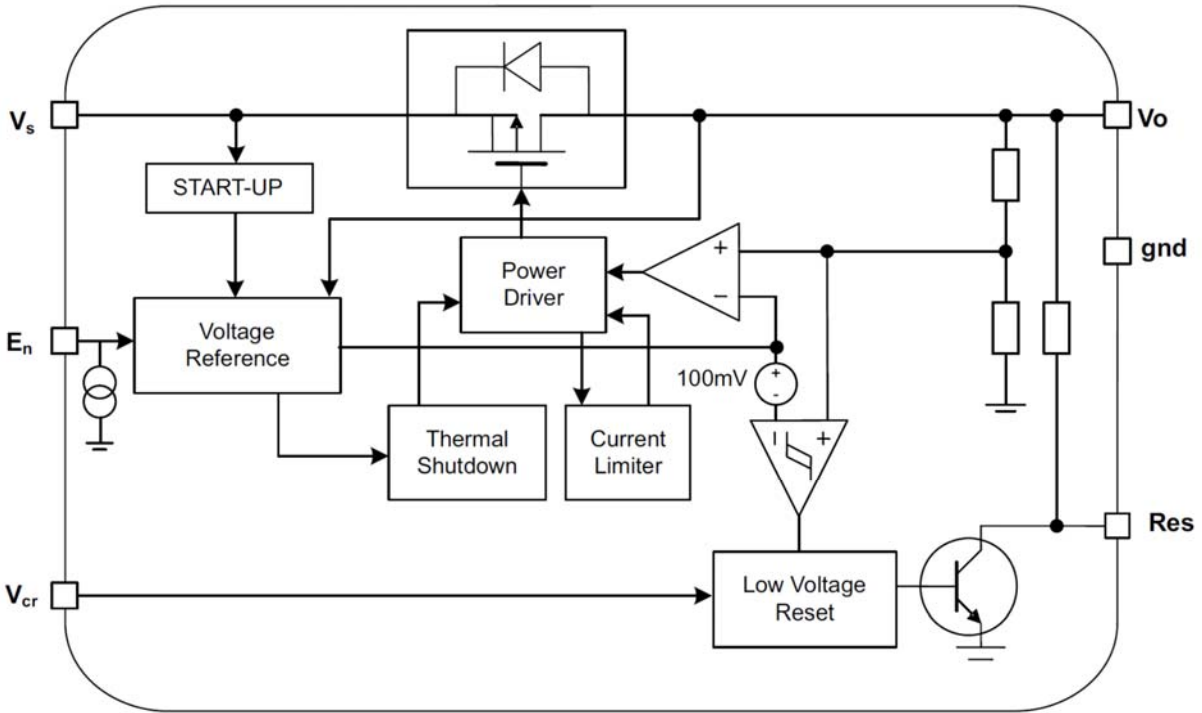 Vs
Vo
START-UP
+
gnd
Power
Driver
−
En
Voltage
Reference
100mV
+
-
Thermal
Shutdown
Current
Limiter
− +
Res
Vcr
Low Voltage
Reset